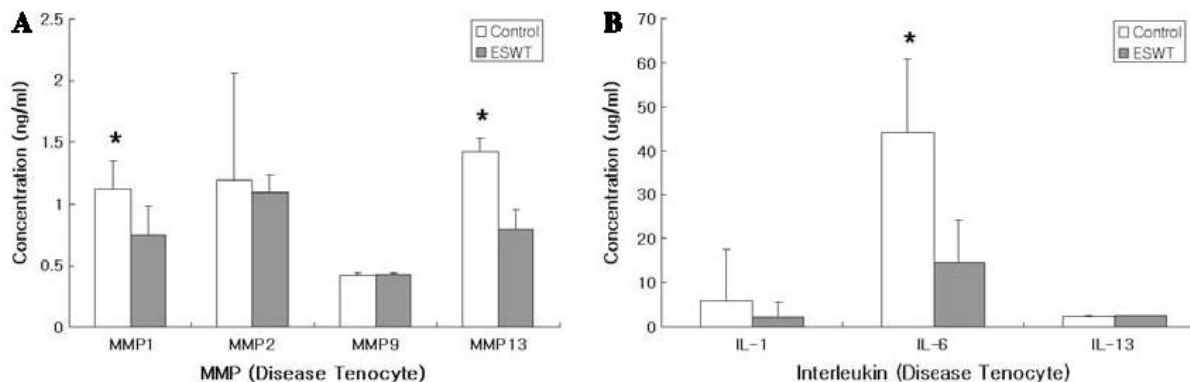 A
Control
ESWT
Concentration (ng/ml)
2.5
2
1.5
1
0.5
0
*
*
MMP1
MMP2
MMP9
MMP13
MMP (Disease Tenocyte)
B
Control
ESWT
Concentration (ug/ml)
70
60
50
40
30
20
10
0
*
IL-1
IL-6
IL-13
Interleukin (Disease Tenocyte)